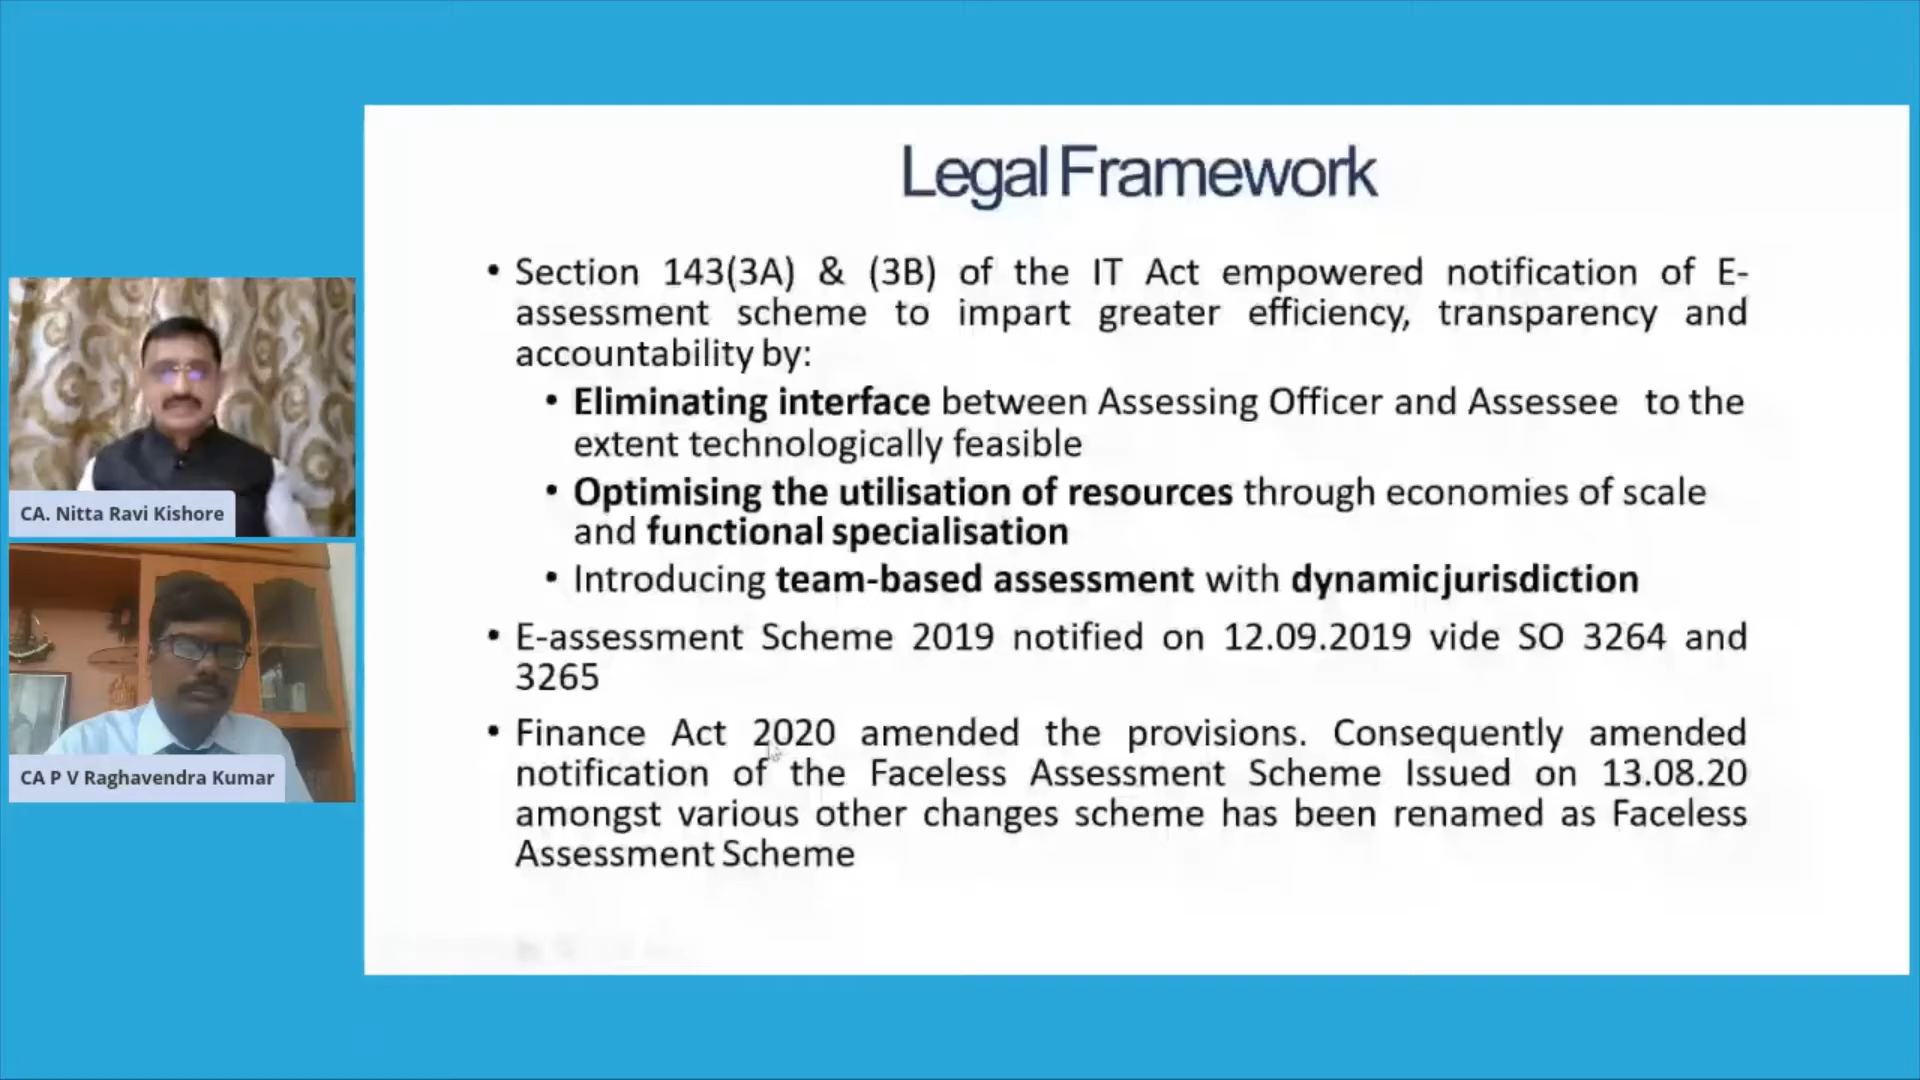 Legal Framework
• Section 143(3A) & (3B) of the IT Act empowered notification of E-
assessment scheme to impart greater efficiency, transparency and
accountability by:
• Eliminating interface between Assessing Officer and Assessee to the
extent technologically feasible
• Optimising the utilisation of resources through economies of scale
and functional specialisation
• Introducing team-based assessment with dynamic jurisdiction
• E-assessment Scheme 2019 notified on 12.09.2019 vide SO 3264 and
3265
• Finance Act 2020 amended the provisions. Consequently amended
notification of the Faceless Assessment Scheme Issued on 13.08.20
amongst various other changes scheme has been renamed as Faceless
Assessment Scheme
CA. Nitta Ravi Kishore
CA P V Raghavendra Kumar